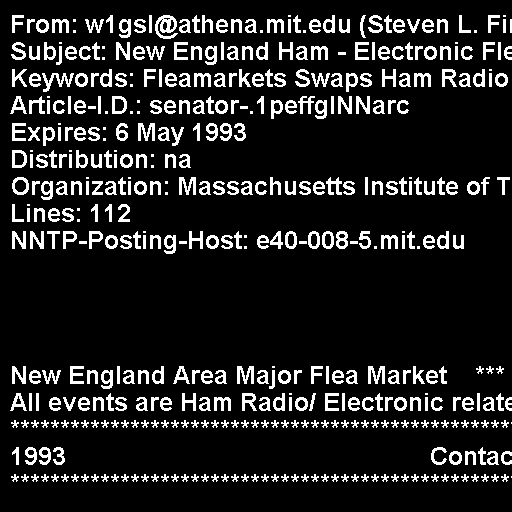 From: w1gsl@athena.mit.edu (Steven L. Fi
Subject: New England Ham - Electronic Fle
Keywords: Fleamarkets Swaps Ham Radio
Article-I.D.: senator-.1peffgINNarc
Expires: 6 May 1993
Distribution: na
Organization: Massachusetts Institute of T
Lines: 112
NNTP-Posting-Host: e40-008-5.mit.edu
New England Area Major Flea Market    ***
All events are Ham Radio/ Electronic relate
****************************************************
1993 Contac
****************************************************